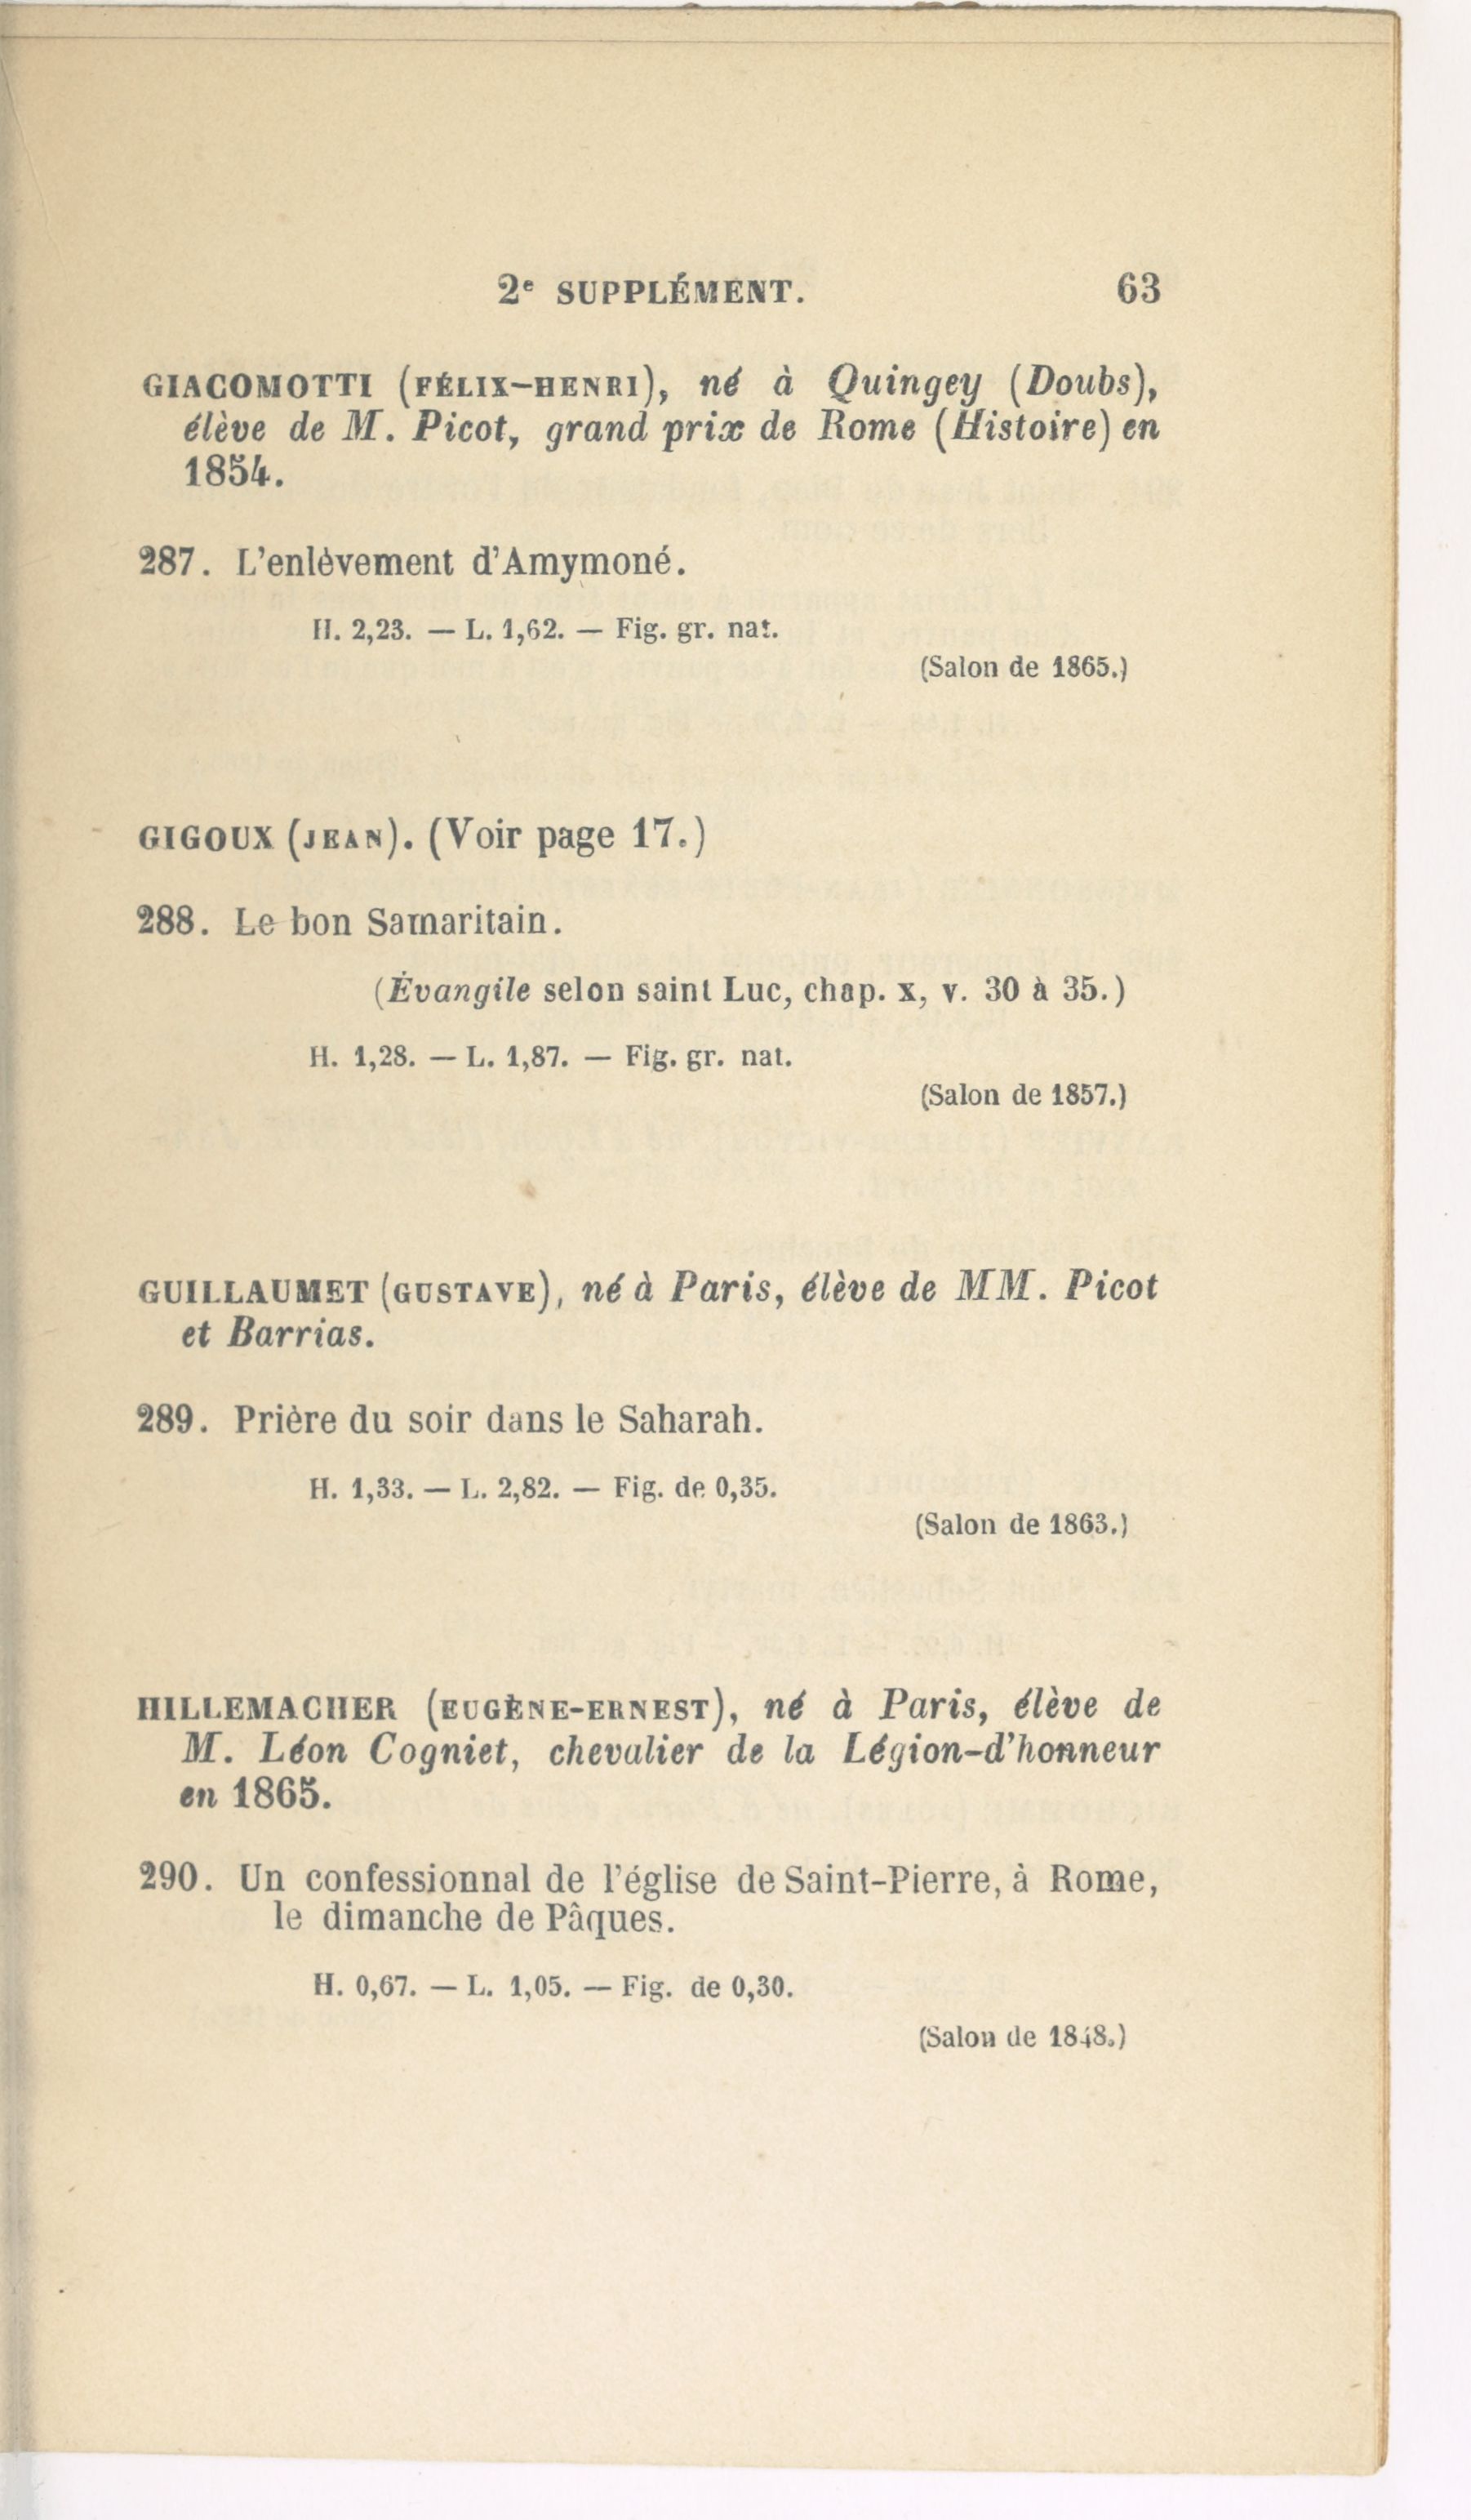 2e SUPPLÉMENT. 63
GIACOMOTTI (FÉLIX-HENRI), né à Quingey (Doubs),
élève de M. Picot, grand prix de Rome (Histoire) en
1854.
287. L'enlèvement d'Amymoné.
H. 2,23. — L. 1,62. — Fig. gr. nat.
(Salon de 1865.)
GIGOUX (JEAN). (Voir page 17.)
288. Le bon Samaritain.
(Évangile selon saint Luc, chap. x, v. 30 à 35.)
H. 1,28. — L. 1,87. — Fig. gr. nat.
(Salon de 1857.)
GUILLAUMET (GUSTAVE), né à Paris, élève de MM. Picot
et Barrias.
289. Prière du soir dans le Saharah.
H. 1,33. — L. 2,82. — Fig. de 0,35.
(Salon de 1863.)
HILLEMACHER (EUGÈNE-ERNEST), né à Paris, élève de
M. Léon Cogniet, chevalier de la Légion-d'honneur
en 1865.
290. Un confessionnal de l'église de Saint-Pierre, à Rome,
le dimanche de Pâques.
H. 0,67. — L. 1,05. — Fig. de 0,30.
(Salon de 1848.)